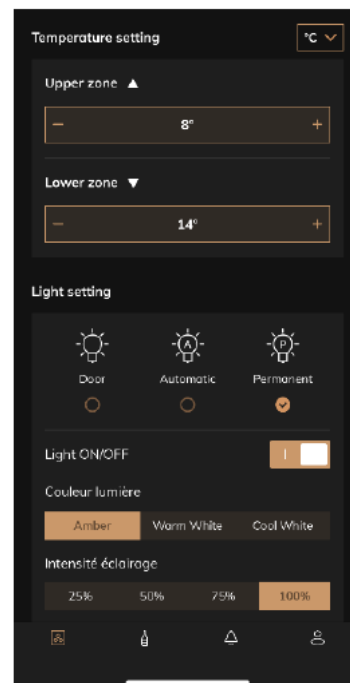 Temperature setting °C
Upper zone ▲
− 8° +
Lower zone ▼
− 14° +
Light setting
A P
Door Automatic Permanent
Light ON/OFF I
Couleur lumière
Amber Warm White Cool White
Intensité éclairage
25% 50% 75% 100%